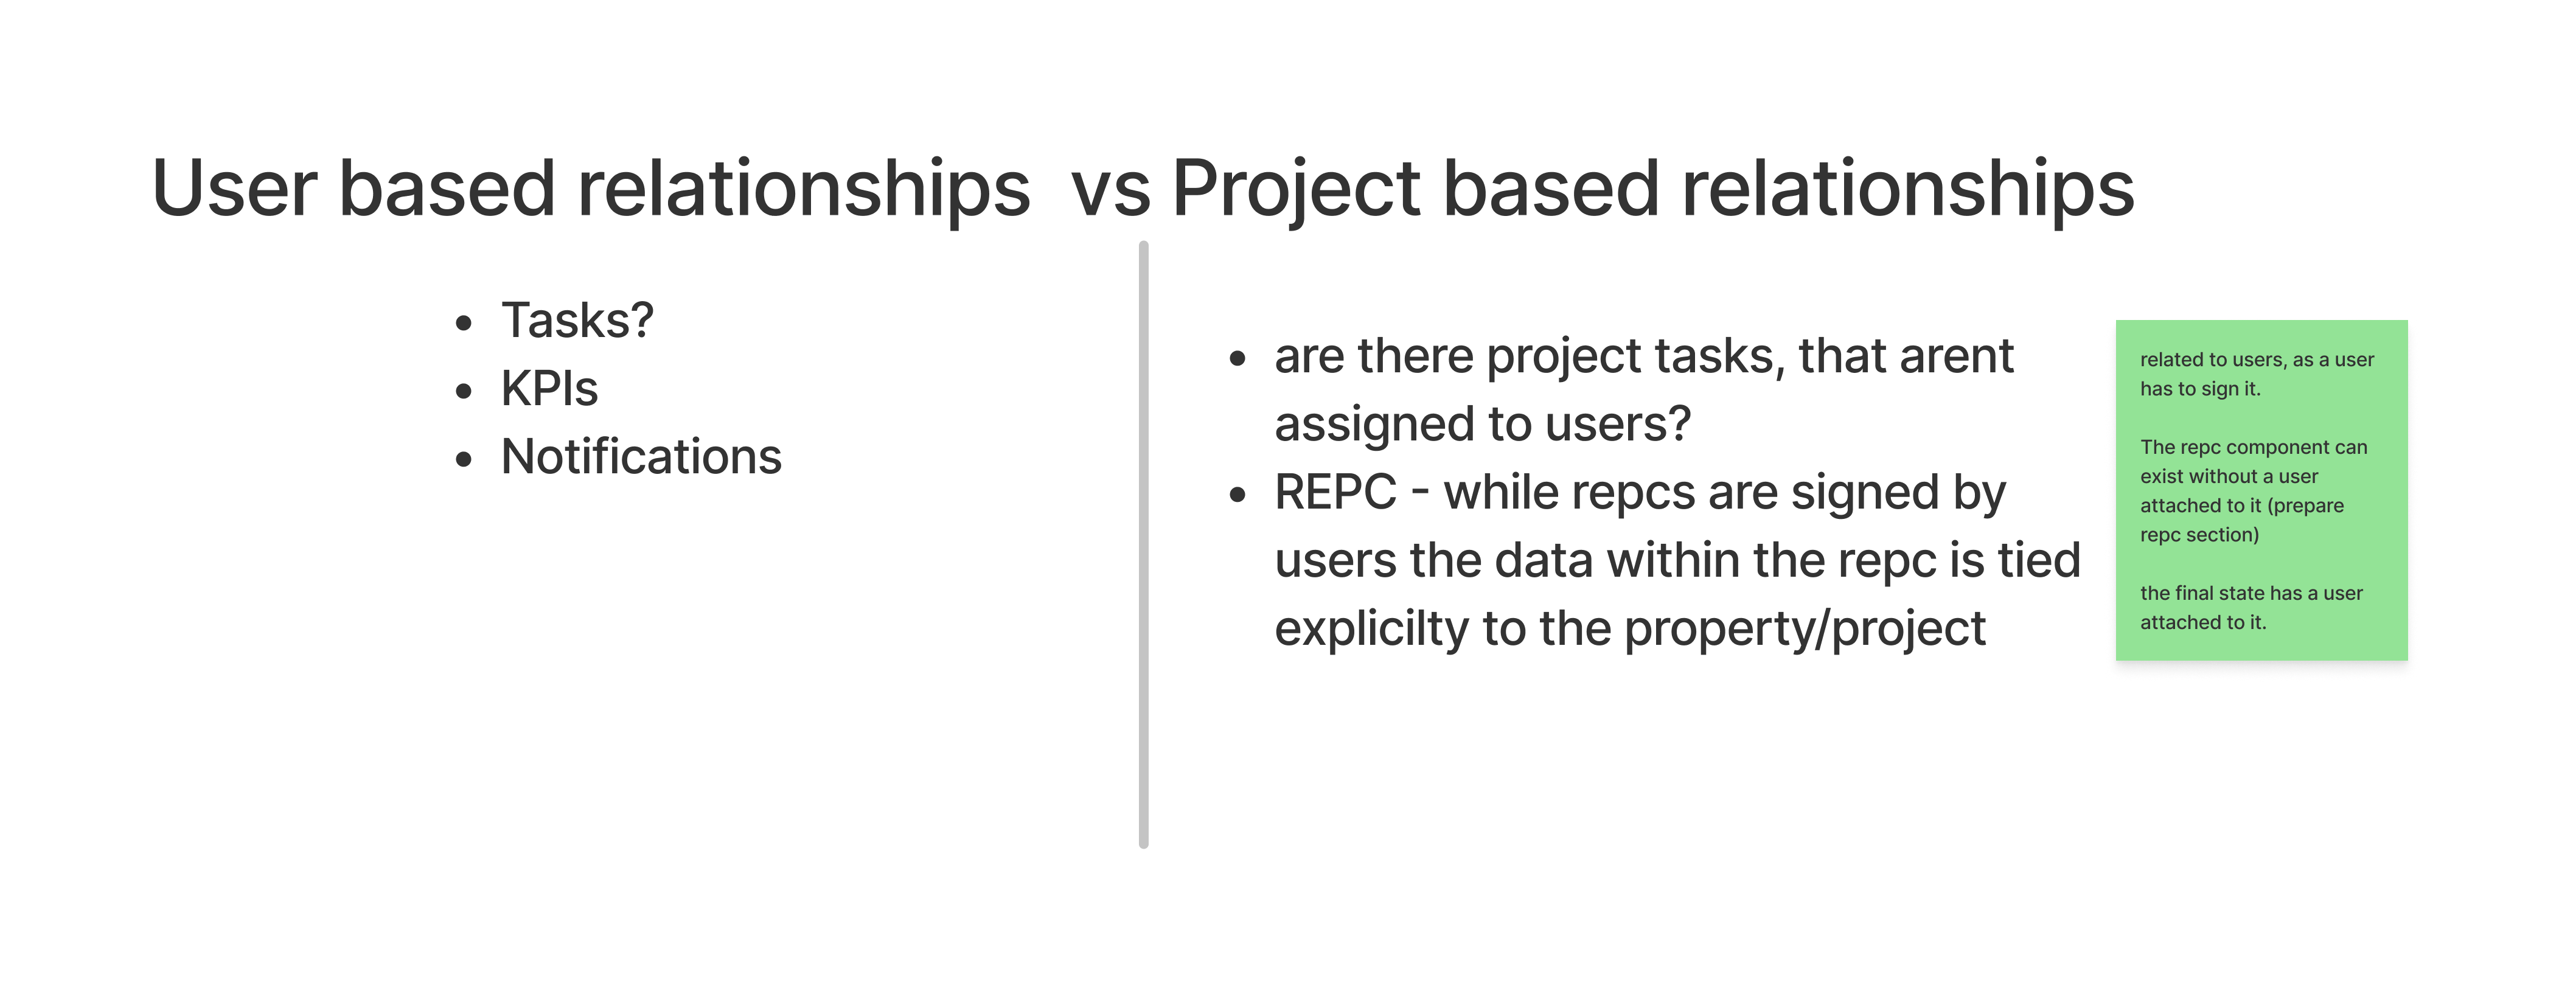 User based relationships  vs Project based relationships
• Tasks?
• KPIs
• Notifications
• are there project tasks, that arent
assigned to users?
• REPC - while repcs are signed by
users the data within the repc is tied
explicilty to the property/project
related to users, as a user
has to sign it.
The repc component can
exist without a user
attached to it (prepare
repc section)
the final state has a user
attached to it.